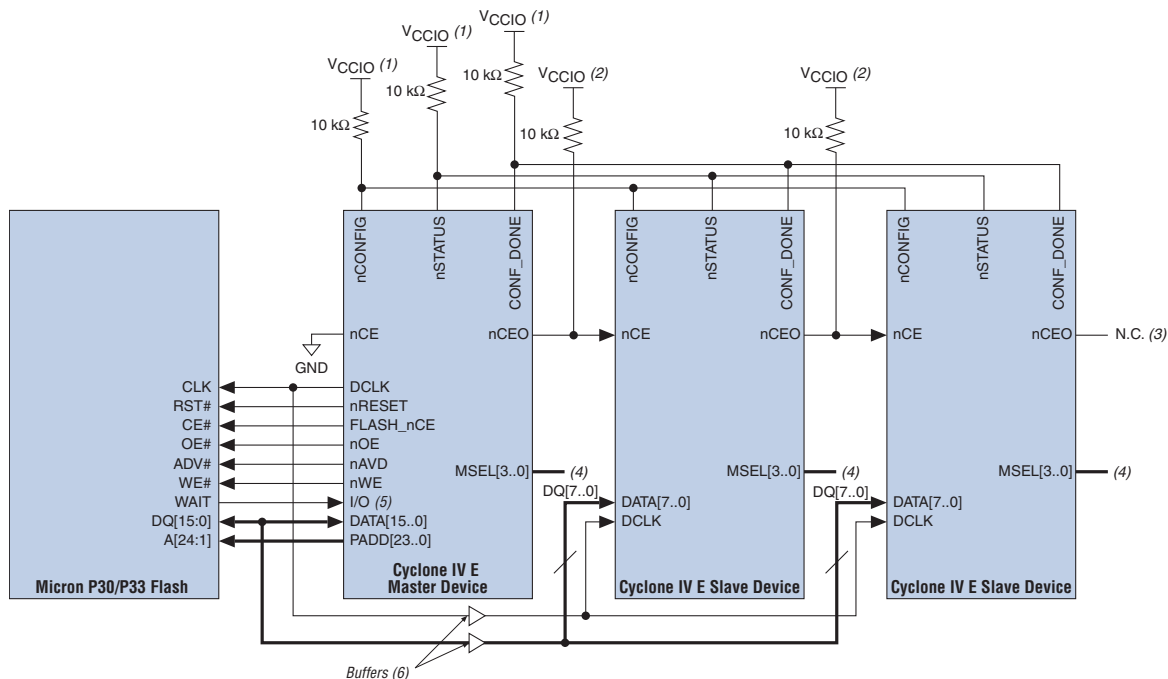 VCCIO (1)
VCCIO (1)
VCCIO (1)
VCCIO (2)
VCCIO (2)
10 kΩ
10 kΩ
10 kΩ
10 kΩ
10 kΩ
nCONFIG
nSTATUS
CONF_DONE
nCONFIG
nSTATUS
CONF_DONE
nCONFIG
nSTATUS
CONF_DONE
nCE
nCEO
nCE
nCEO
nCE
nCEO
N.C. (3)
GND
CLK
DCLK
RST#
nRESET
CE#
FLASH_nCE
OE#
nOE
ADV#
nAVD
WE#
nWE
WAIT
I/O (5)
DQ[15:0]
DATA[15..0]
A[24:1]
PADD[23..0]
MSEL[3..0]
(4)
MSEL[3..0]
(4)
MSEL[3..0]
(4)
DQ[7..0]
DATA[7..0]
DCLK
DQ[7..0]
DATA[7..0]
DCLK
Micron P30/P33 Flash
Cyclone IV E
Master Device
Cyclone IV E Slave Device
Cyclone IV E Slave Device
Buffers (6)